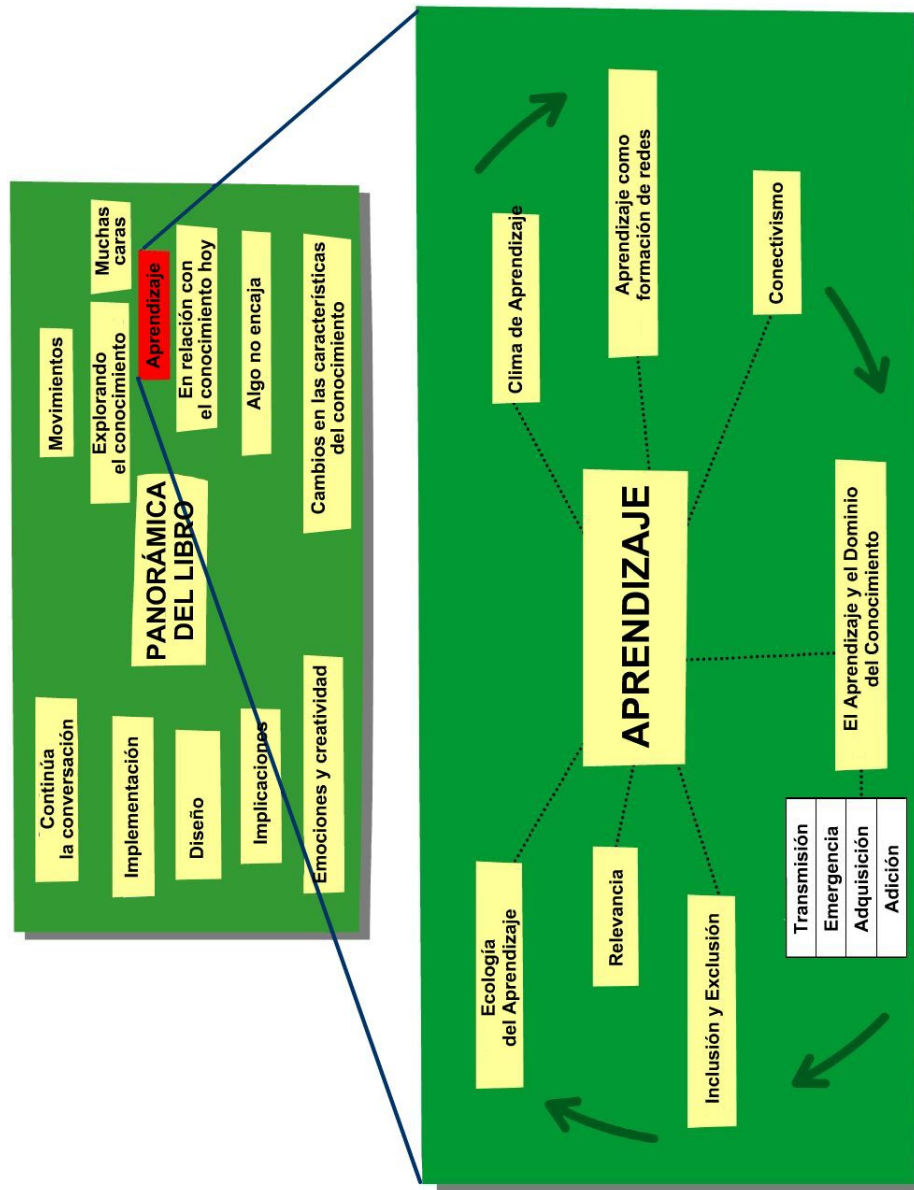 PANORÁMICA
DEL LIBRO
Movimientos
Explorando
el conocimiento
Muchas
caras
Aprendizaje
En relación con
el conocimiento hoy
Algo no encaja
Cambios en las características
del conocimiento
Emociones y creatividad
Implicaciones
Diseño
Implementación
Continúa
la conversación
APRENDIZAJE
Clima de Aprendizaje
Aprendizaje como
formación de redes
Conectivismo
El Aprendizaje y el Dominio
del Conocimiento
Transmisión
Emergencia
Adquisición
Adición
Inclusión y Exclusión
Relevancia
Ecología
del Aprendizaje